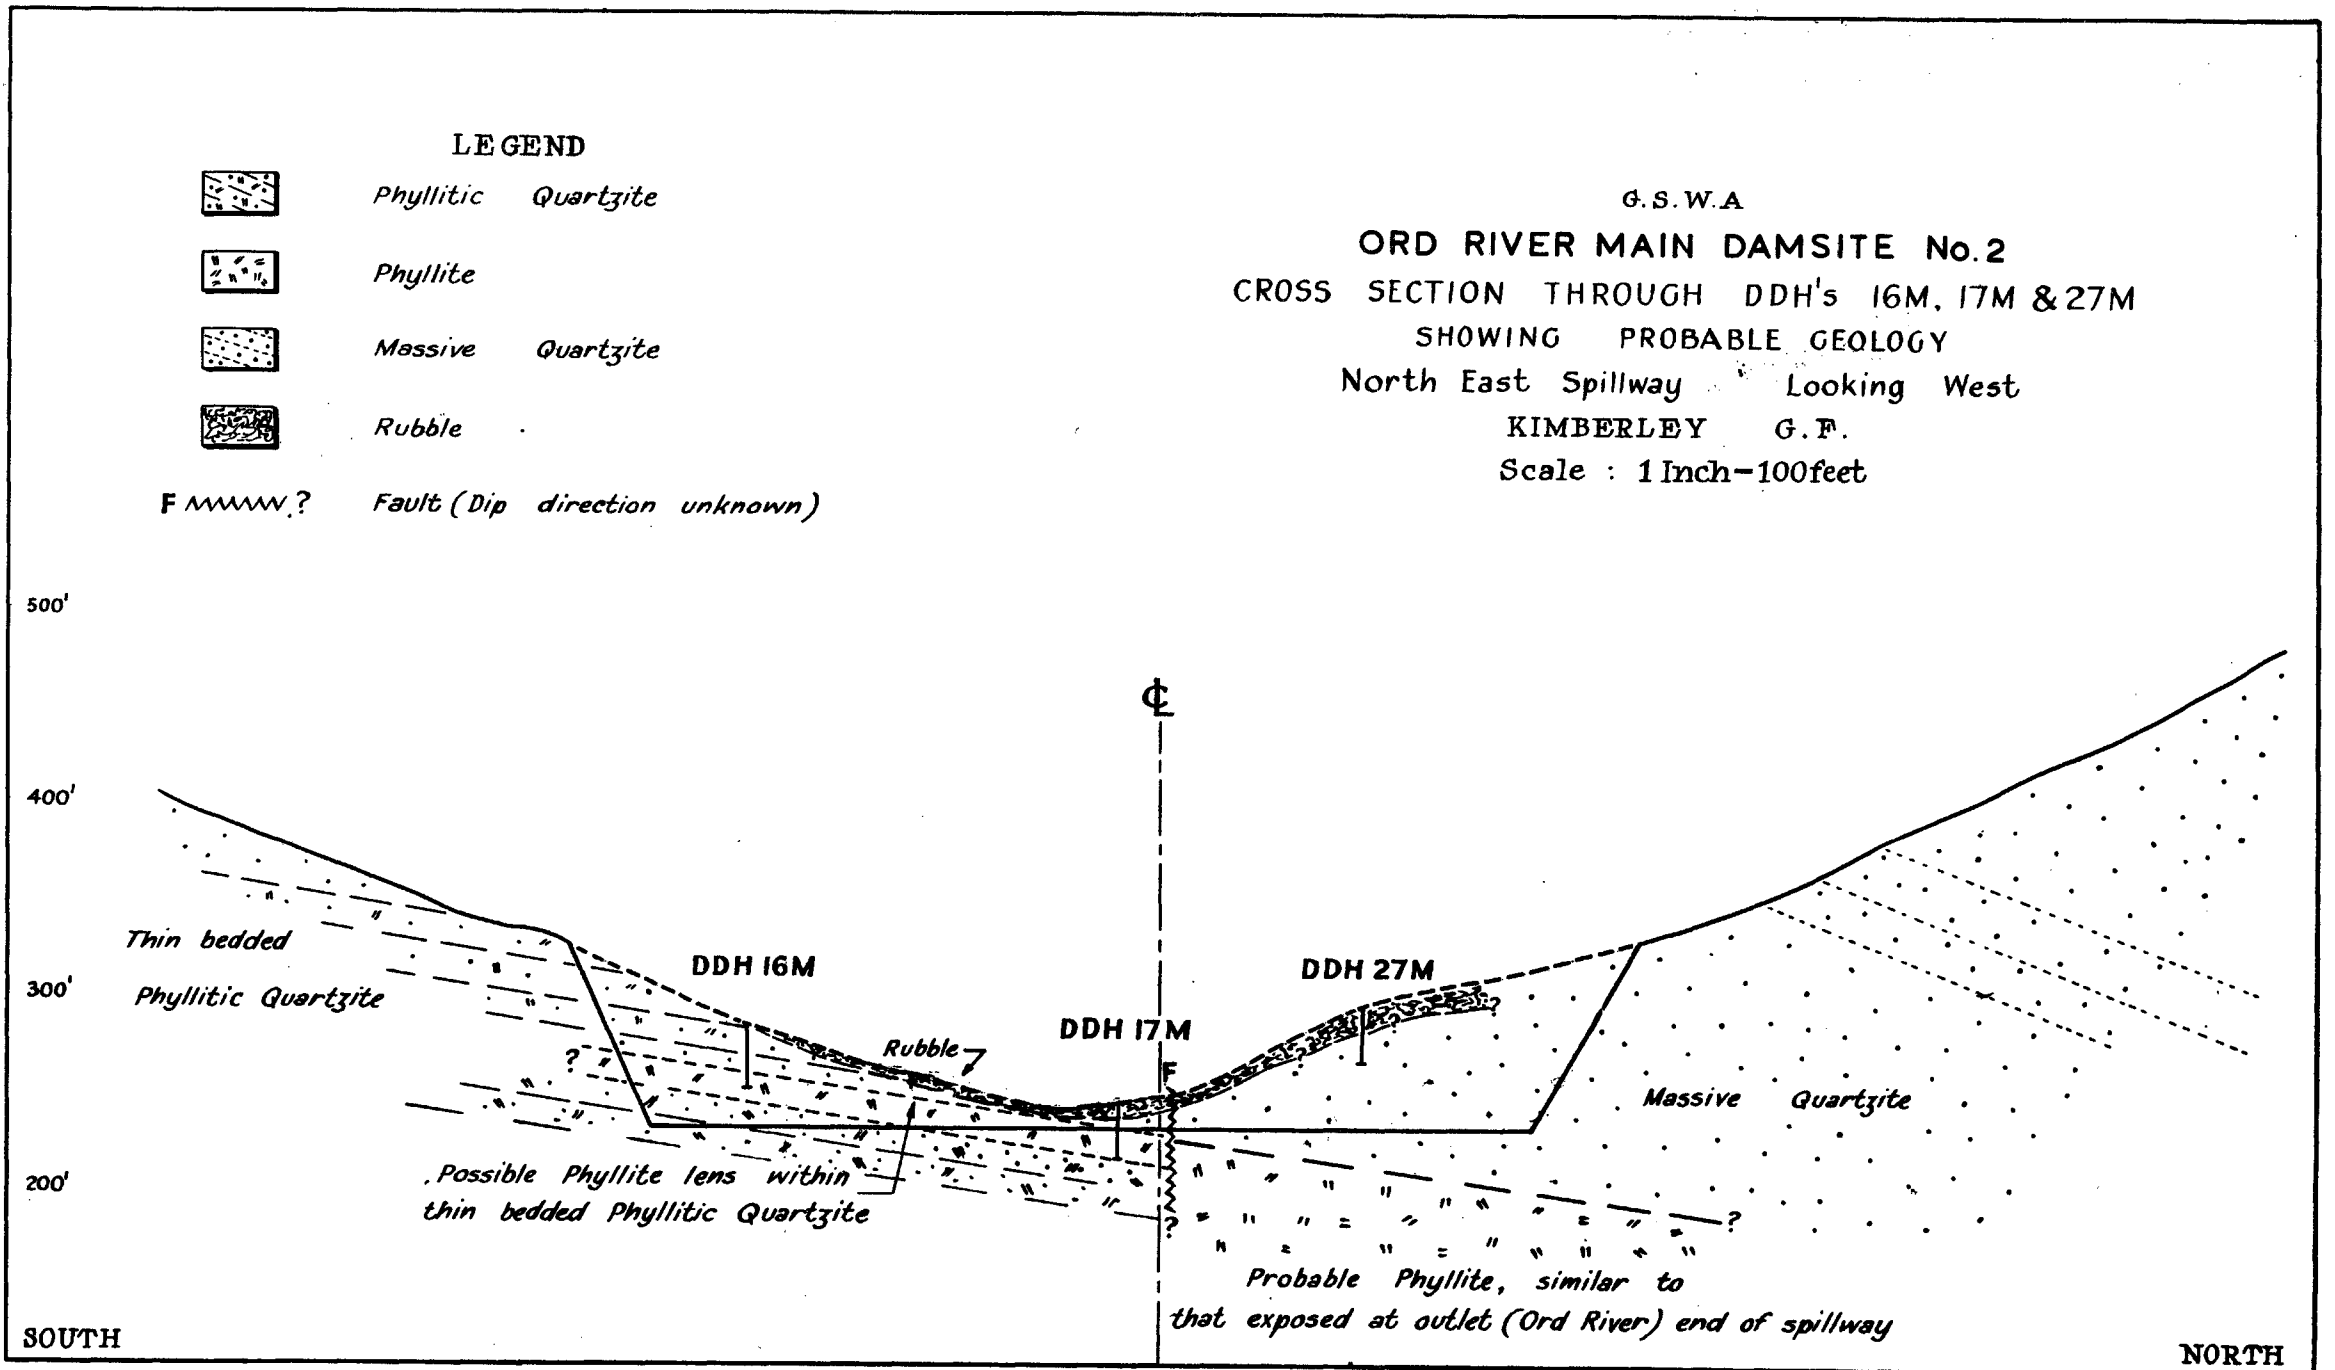 LEGEND
Phyllitic Quartzite
Phyllite
Massive Quartzite
Rubble
F ? Fault (Dip direction unknown)
G.S.W.A
ORD RIVER MAIN DAMSITE No. 2
CROSS SECTION THROUGH DDH's 16M, 17M & 27M
SHOWING PROBABLE GEOLOGY
North East Spillway Looking West
KIMBERLEY G.F.
Scale : 1 Inch-100feet
500'
400'
300'
200'
℄
Thin bedded
Phyllitic Quartzite
DDH 16M
DDH 17M
DDH 27M
Rubble
F
?
?
?
?
?
Massive Quartzite
Possible Phyllite lens within
thin bedded Phyllitic Quartzite
Probable Phyllite, similar to
that exposed at outlet (Ord River) end of spillway
SOUTH
NORTH